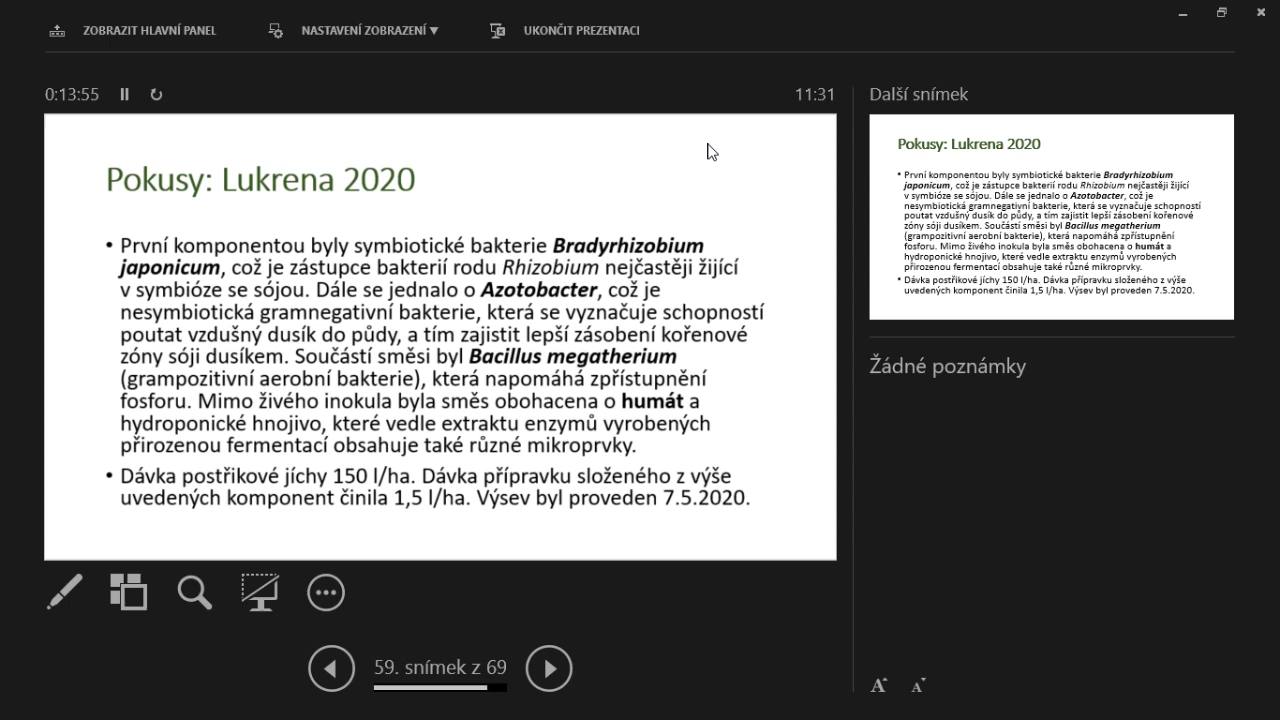 ZOBRAZIT HLAVNÍ PANEL
NASTAVENÍ ZOBRAZENÍ ▼
UKONČIT PREZENTACI
0:13:55
11:31
Pokusy: Lukrena 2020
• První komponentou byly symbiotické bakterie Bradyrhizobium
japonicum, což je zástupce bakterií rodu Rhizobium nejčastěji žijící
v symbióze se sójou. Dále se jednalo o Azotobacter, což je
nesymbiotická gramnegativní bakterie, která se vyznačuje schopností
poutat vzdušný dusík do půdy, a tím zajistit lepší zásobení kořenové
zóny sóji dusíkem. Součástí směsi byl Bacillus megatherium
(grampozitivní aerobní bakterie), která napomáhá zpřístupnění
fosforu. Mimo živého inokula byla směs obohacena o humát a
hydroponické hnojivo, které vedle extraktu enzymů vyrobených
přirozenou fermentací obsahuje také různé mikroprvky.
• Dávka postřikové jíchy 150 l/ha. Dávka přípravku složeného z výše
uvedených komponent činila 1,5 l/ha. Výsev byl proveden 7.5.2020.
59. snímek z 69
Další snímek
Pokusy: Lukrena 2020
• První komponentou byly symbiotické bakterie Bradyrhizobium
japonicum, což je zástupce bakterií rodu Rhizobium nejčastěji žijící
v symbióze se sójou. Dále se jednalo o Azotobacter, což je
nesymbiotická gramnegativní bakterie, která se vyznačuje schopností
poutat vzdušný dusík do půdy, a tím zajistit lepší zásobení kořenové
zóny sóji dusíkem. Součástí směsi byl Bacillus megatherium
(grampozitivní aerobní bakterie), která napomáhá zpřístupnění
fosforu. Mimo živého inokula byla směs obohacena o humát a
hydroponické hnojivo, které vedle extraktu enzymů vyrobených
přirozenou fermentací obsahuje také různé mikroprvky.
• Dávka postřikové jíchy 150 l/ha. Dávka přípravku složeného z výše
uvedených komponent činila 1,5 l/ha. Výsev byl proveden 7.5.2020.
Žádné poznámky
A A